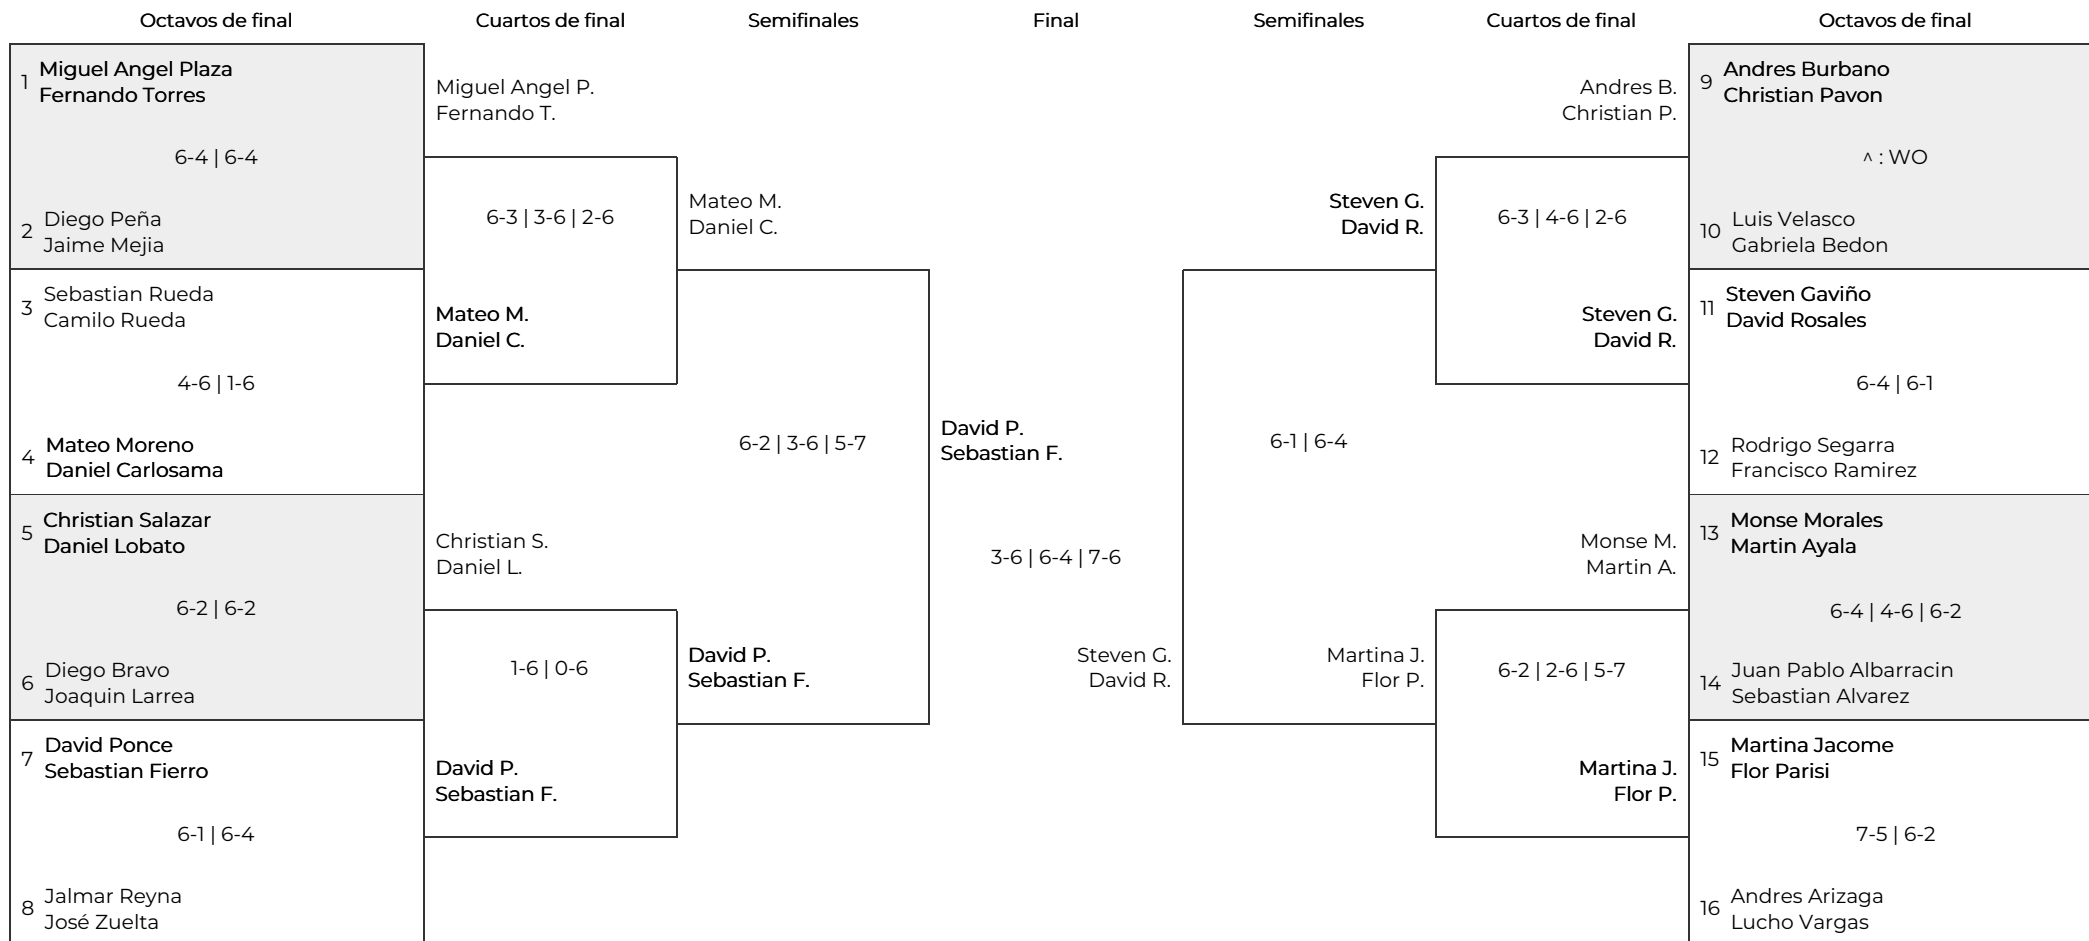 Octavos de final
Cuartos de final
Semifinales
Final
Semifinales
Cuartos de final
Octavos de final
1
Miguel Angel Plaza
Fernando Torres
6-4 | 6-4
2
Diego Peña
Jaime Mejia
3
Sebastian Rueda
Camilo Rueda
4-6 | 1-6
4
Mateo Moreno
Daniel Carlosama
5
Christian Salazar
Daniel Lobato
6-2 | 6-2
6
Diego Bravo
Joaquin Larrea
7
David Ponce
Sebastian Fierro
6-1 | 6-4
8
Jalmar Reyna
José Zuelta
Miguel Angel P.
Fernando T.
6-3 | 3-6 | 2-6
Mateo M.
Daniel C.
Christian S.
Daniel L.
1-6 | 0-6
David P.
Sebastian F.
Mateo M.
Daniel C.
6-2 | 3-6 | 5-7
David P.
Sebastian F.
David P.
Sebastian F.
3-6 | 6-4 | 7-6
Steven G.
David R.
Steven G.
David R.
6-1 | 6-4
Martina J.
Flor P.
Andres B.
Christian P.
6-3 | 4-6 | 2-6
Steven G.
David R.
Monse M.
Martin A.
6-2 | 2-6 | 5-7
Martina J.
Flor P.
9
Andres Burbano
Christian Pavon
^ : WO
10
Luis Velasco
Gabriela Bedon
11
Steven Gaviño
David Rosales
6-4 | 6-1
12
Rodrigo Segarra
Francisco Ramirez
13
Monse Morales
Martin Ayala
6-4 | 4-6 | 6-2
14
Juan Pablo Albarracin
Sebastian Alvarez
15
Martina Jacome
Flor Parisi
7-5 | 6-2
16
Andres Arizaga
Lucho Vargas